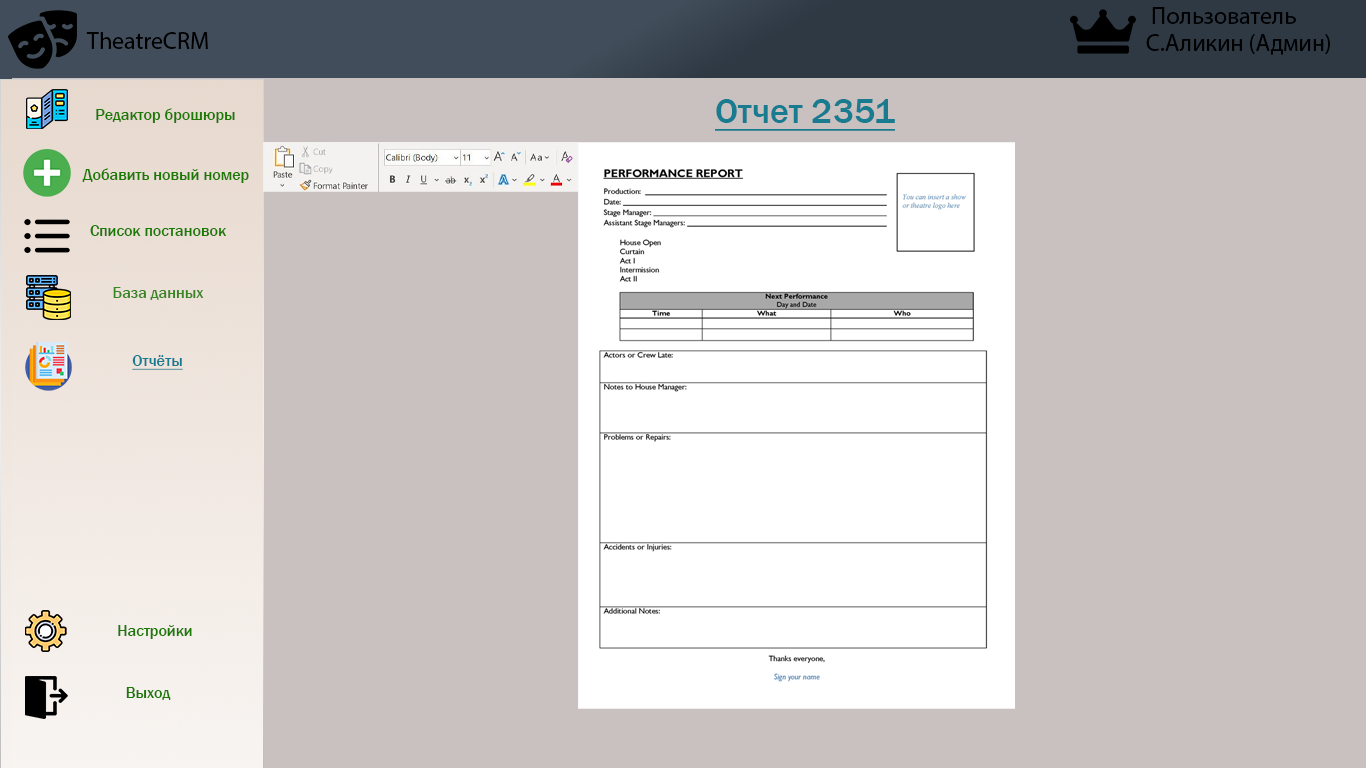 TheatreCRM
Пользователь
С.Аликин (Админ)
Редактор брошюры
Добавить новый номер
Список постановок
База данных
Отчёты
Настройки
Выход
Отчет 2351
Paste
Cut
Copy
Format Painter
Calibri (Body) 11 A A Aa A
B I U ab x₂ x² A A
PERFORMANCE REPORT
Production:
Date:
Stage Manager:
Assistant Stage Managers:
You can insert a show
or theatre logo here
House Open
Curtain
Act I
Intermission
Act II
Next Performance
Day and Date
Time What Who
Actors or Crew Late:
Notes to House Manager:
Problems or Repairs:
Accidents or Injuries:
Additional Notes:
Thanks everyone,
Sign your name